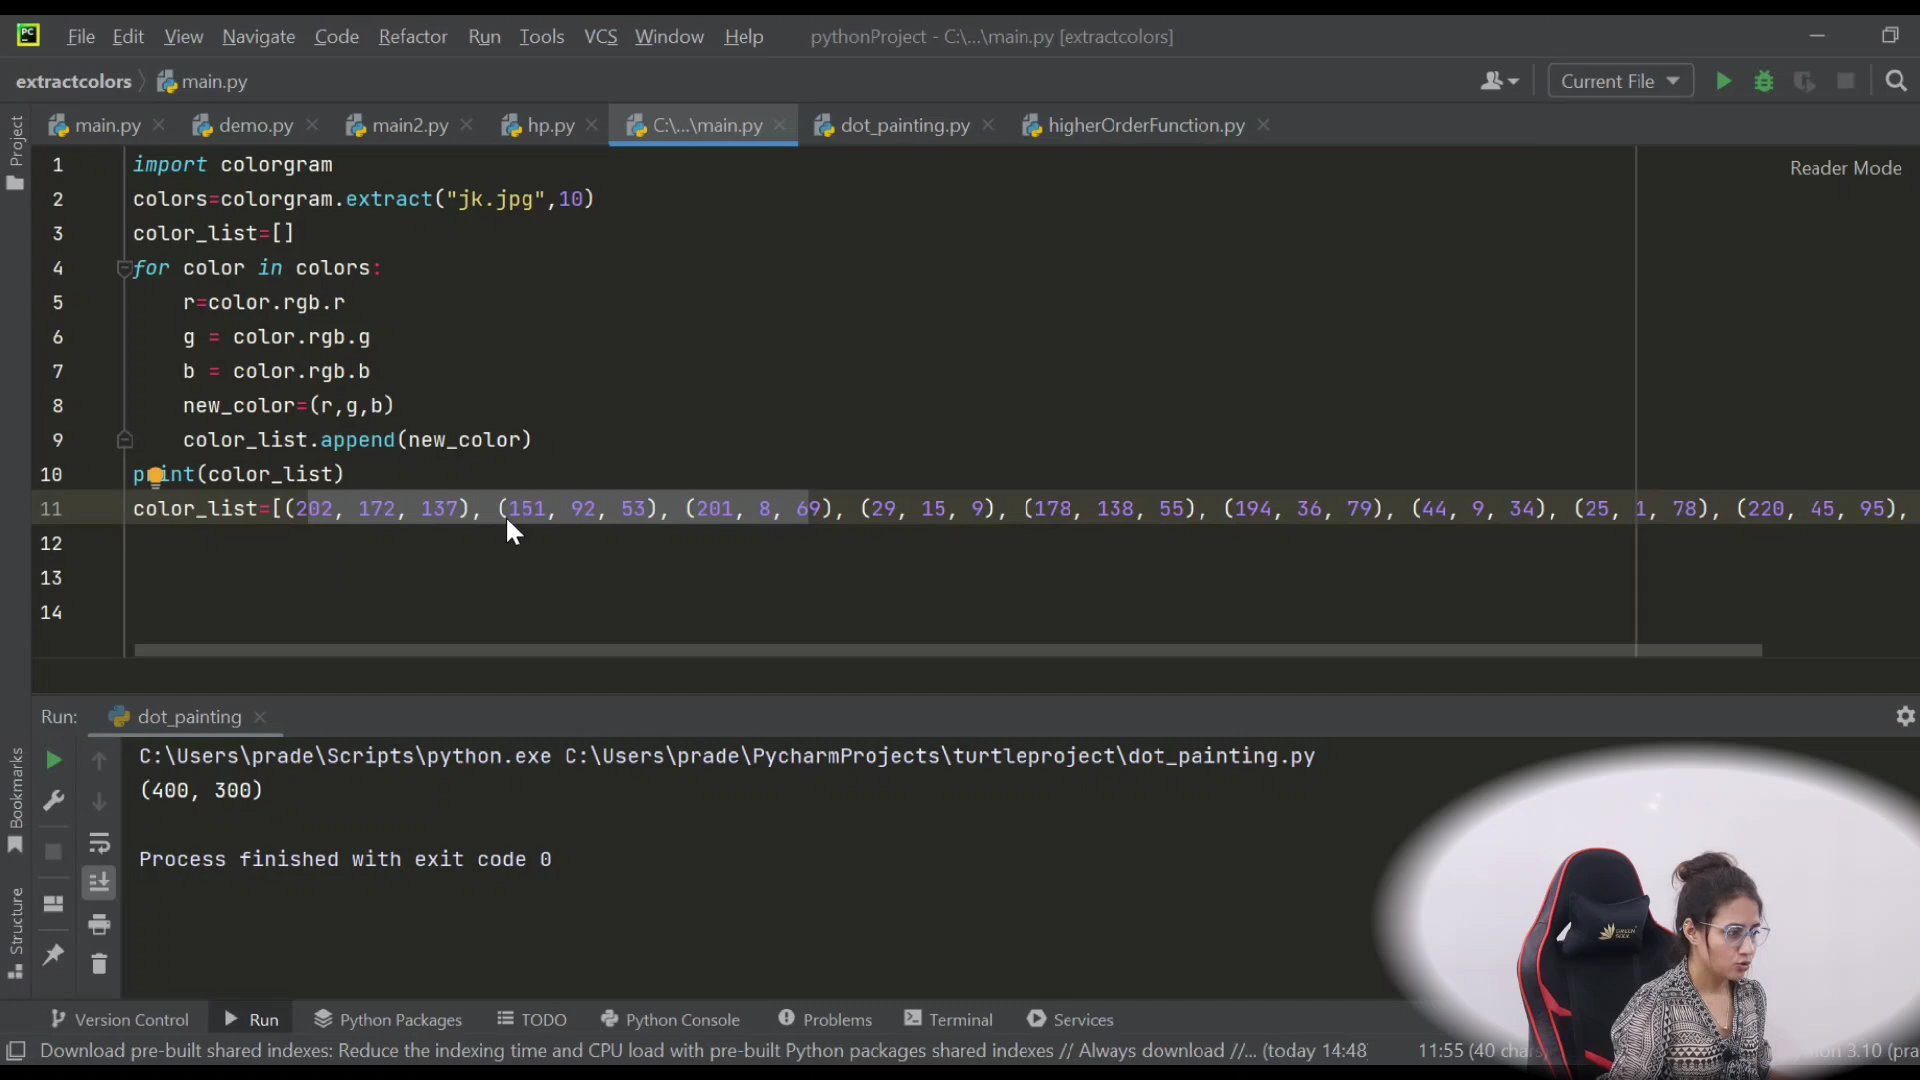 PC File Edit View Navigate Code Refactor Run Tools VCS Window Help pythonProject - C:\...\main.py [extractcolors]
extractcolors main.py Current File
main.py demo.py main2.py hp.py C:\...\main.py dot_painting.py higherOrderFunction.py
Project
Reader Mode
1 import colorgram
2 colors=colorgram.extract("jk.jpg",10)
3 color_list=[]
4 for color in colors:
5 r=color.rgb.r
6 g = color.rgb.g
7 b = color.rgb.b
8 new_color=(r,g,b)
9 color_list.append(new_color)
10 print(color_list)
11 color_list=[(202, 172, 137), (151, 92, 53), (201, 8, 69), (29, 15, 9), (178, 138, 55), (194, 36, 79), (44, 9, 34), (25, 1, 78), (220, 45, 95),
12
13
14
Run: dot_painting
C:\Users\prade\Scripts\python.exe C:\Users\prade\PycharmProjects\turtleproject\dot_painting.py
(400, 300)
Process finished with exit code 0
Bookmarks
Structure
GREEN SOUL
Version Control Run Python Packages TODO Python Console Problems Terminal Services
Download pre-built shared indexes: Reduce the indexing time and CPU load with pre-built Python packages shared indexes // Always download //... (today 14:48) 11:55 (40 chars) 3.10 (pra